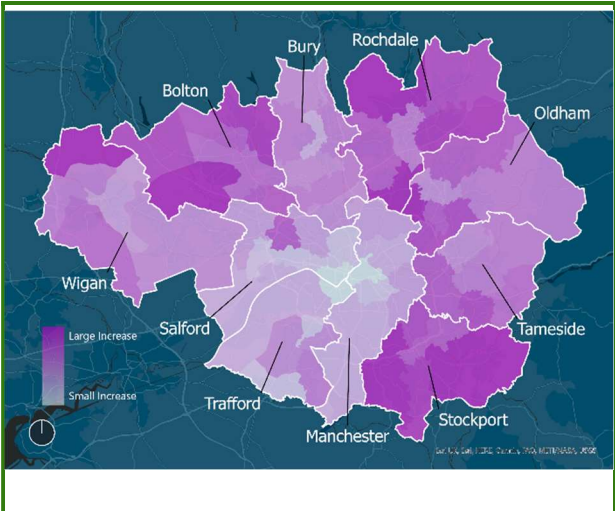 Bury
Rochdale
Bolton
Oldham
Wigan
Large Increase
Salford
Tameside
Small Increase
Trafford
Stockport
Manchester